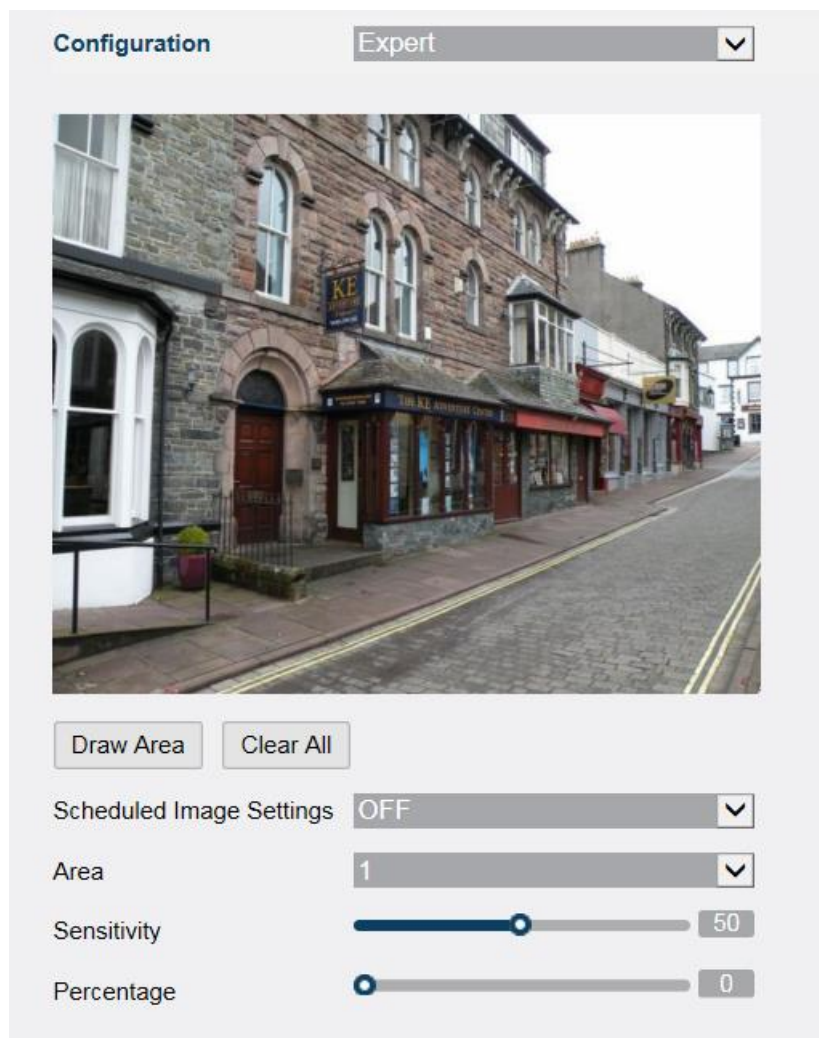 Configuration Expert
KE
THE KE ADVENTURE CENTRE
Draw Area Clear All
Scheduled Image Settings OFF
Area 1
Sensitivity 50
Percentage 0